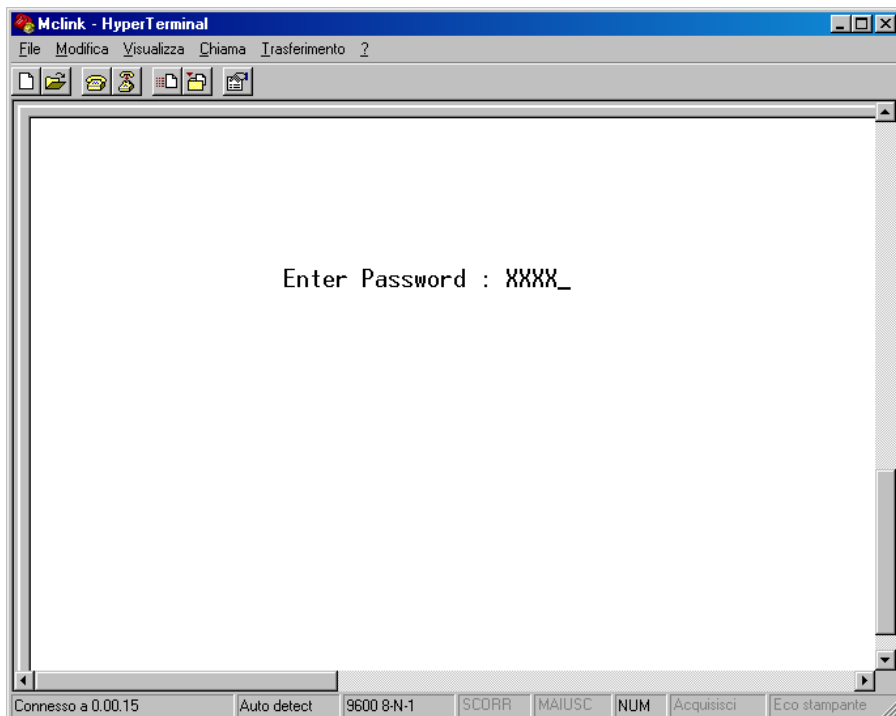 Mclink - HyperTerminal
File Modifica Visualizza Chiama Trasferimento ?
Enter Password : XXXX_
Connesso a 0.00.15 Auto detect 9600 8-N-1 SCORR MAIUSC NUM Acquisisci Eco stampante